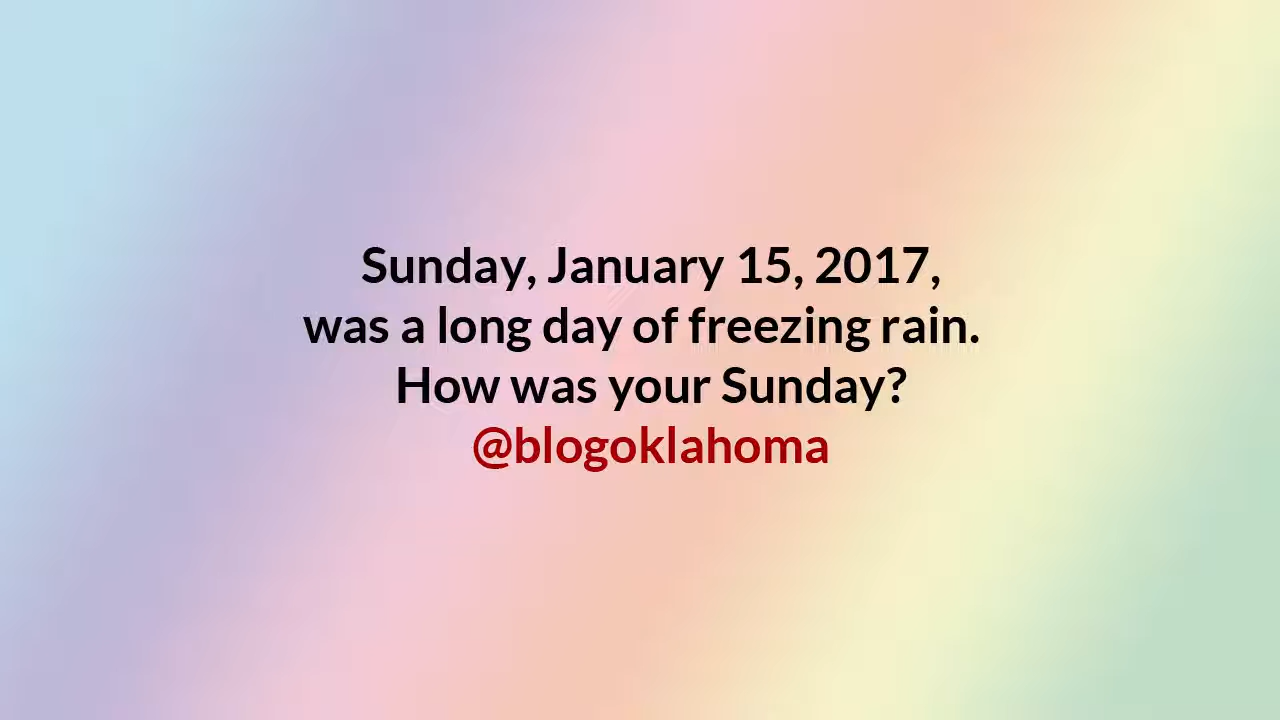 Sunday, January 15, 2017,
was a long day of freezing rain.
How was your Sunday?
@blogoklahoma